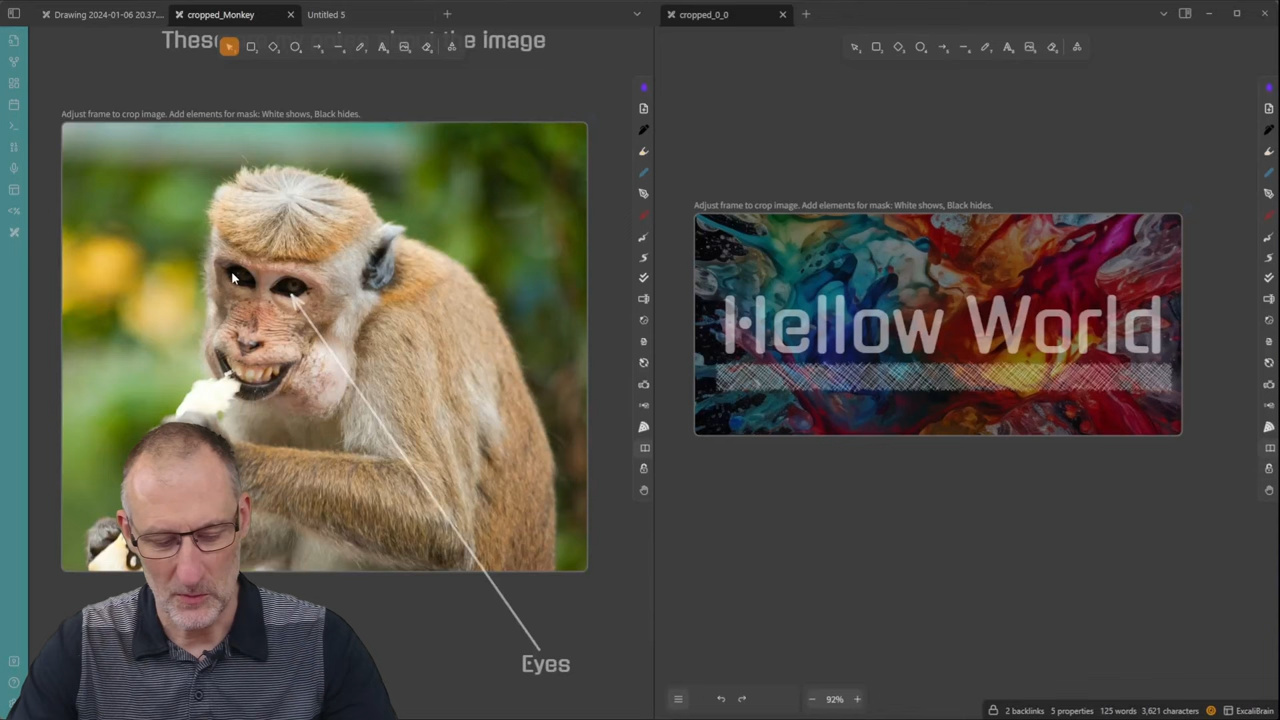 Drawing 2024-01-06 20.37....
cropped_Monkey
Untitled 5
cropped_0_0
the image
Adjust frame to crop image. Add elements for mask: White shows, Black hides.
Adjust frame to crop image. Add elements for mask: White shows, Black hides.
Hellow World
Eyes
92%
2 backlinks 5 properties 125 words 3,621 characters ExcaliBrain